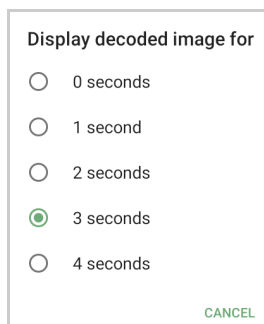 Display decoded image for
0 seconds
1 second
2 seconds
3 seconds
4 seconds
CANCEL